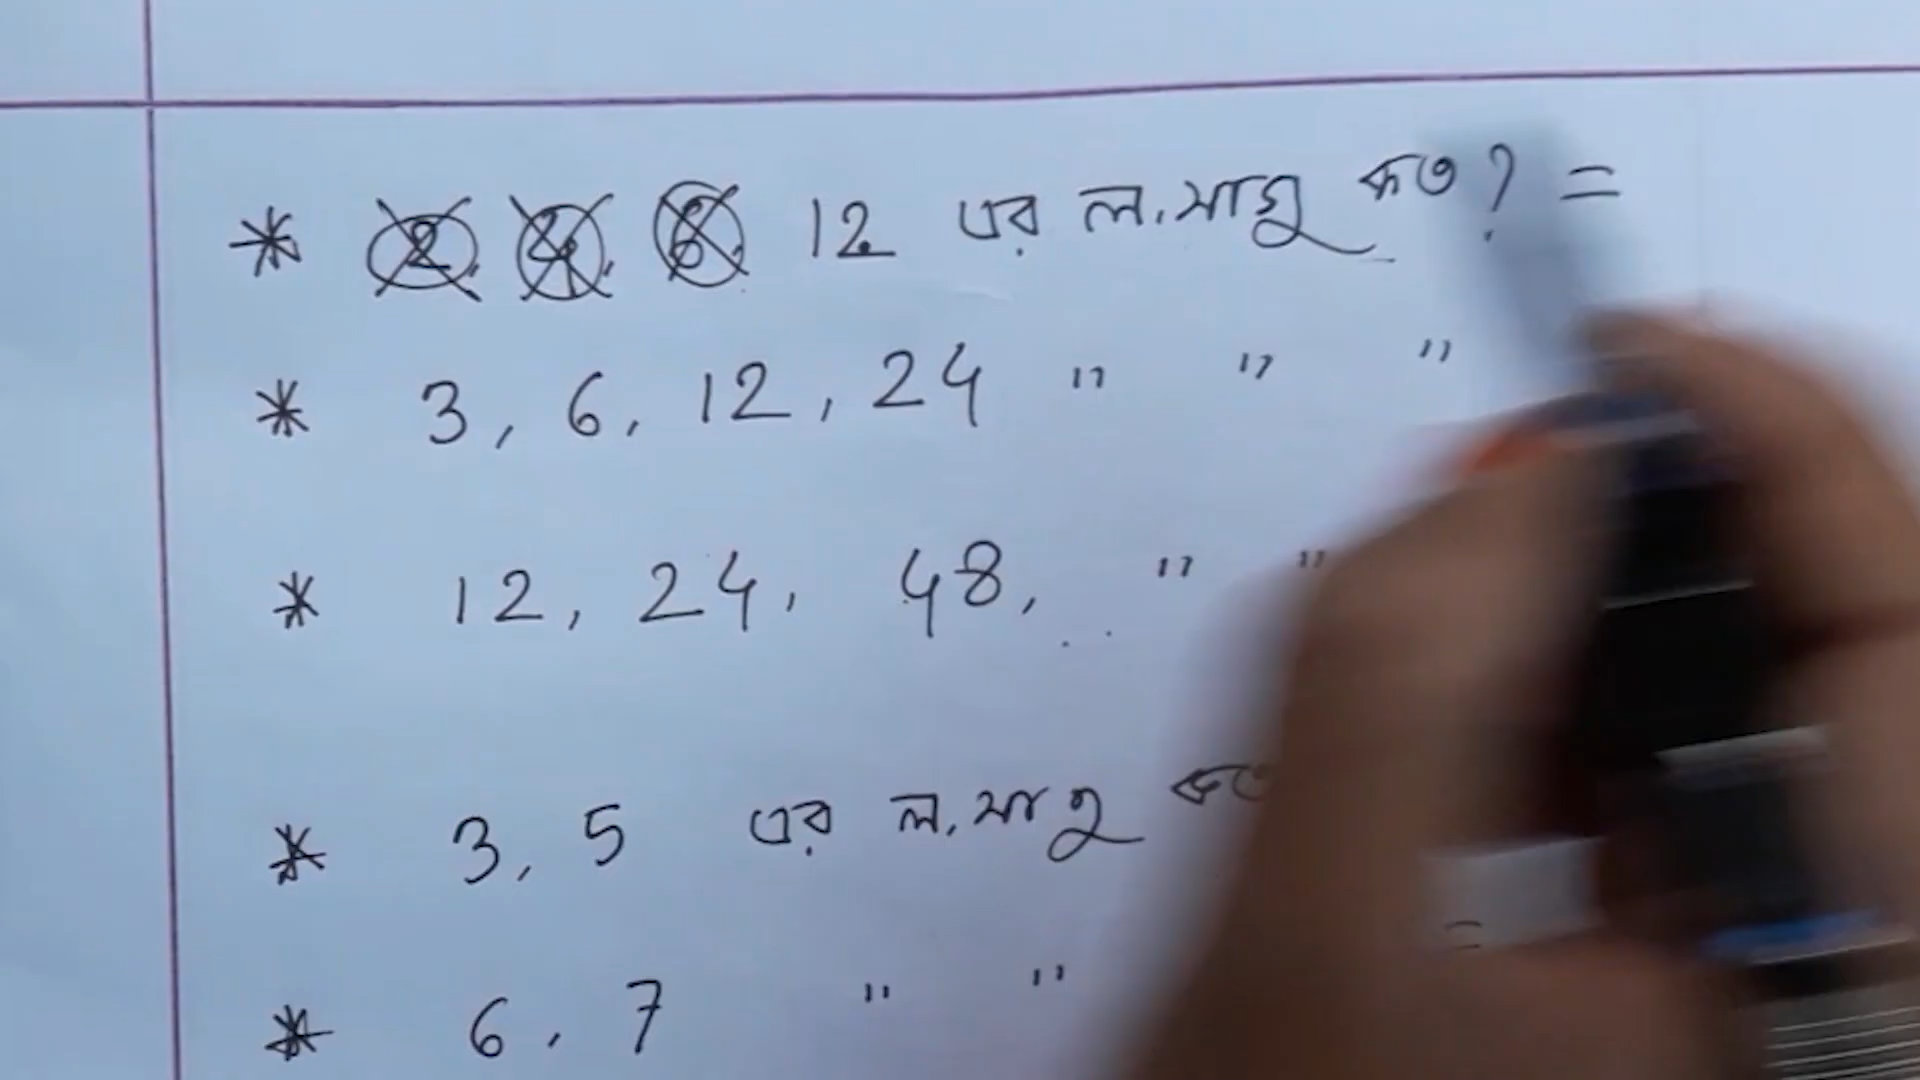 * 2, 4, 6, 12 এর ল.সাগু কত? =
* 3, 6, 12, 24 " " "
* 12, 24, 48, " "
* 3, 5 এর ল.সাগু
* 6, 7 " " =